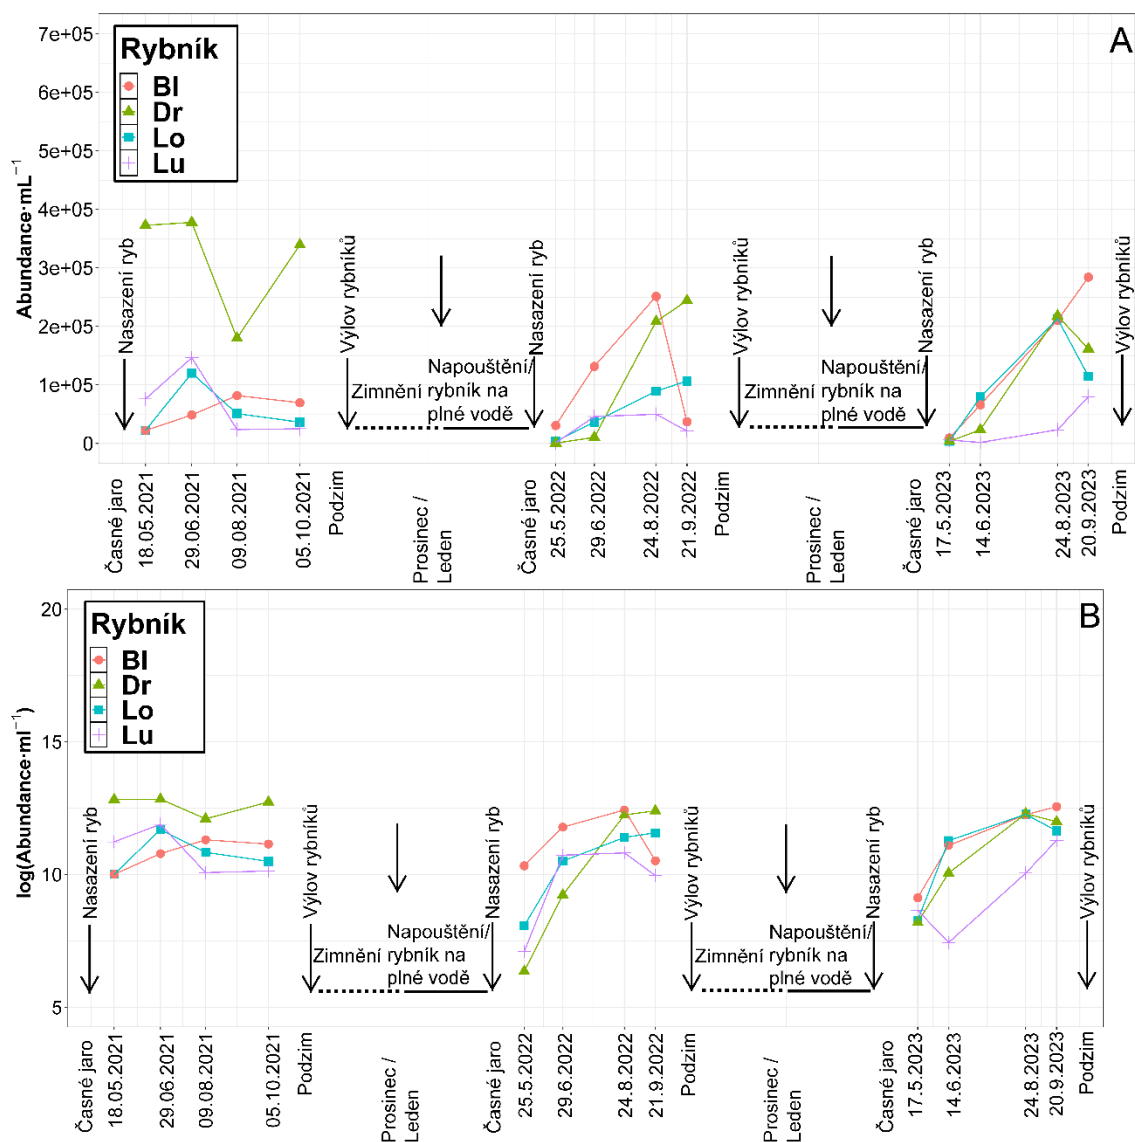 A
7e+05
6e+05
5e+05
4e+05
3e+05
2e+05
1e+05
0
Abundance·mL⁻¹
Rybník
Bl
Dr
Lo
Lu
Nasazení ryb
Výlov rybníků
Zimnění
Napouštění/
rybník na
plné vodě
Nasazení ryb
Výlov rybníků
Zimnění
Napouštění/
rybník na
plné vodě
Nasazení ryb
Výlov rybníků
Časné jaro
18.05.2021
29.06.2021
09.08.2021
05.10.2021
Podzim
Prosinec /
Leden
Časné jaro
25.5.2022
29.6.2022
24.8.2022
21.9.2022
Podzim
Prosinec /
Leden
Časné jaro
17.5.2023
14.6.2023
24.8.2023
20.9.2023
Podzim
B
20
15
10
5
log(Abundance·ml⁻¹)
Rybník
Bl
Dr
Lo
Lu
Nasazení ryb
Výlov rybníků
Zimnění
Napouštění/
rybník na
plné vodě
Nasazení ryb
Výlov rybníků
Zimnění
Napouštění/
rybník na
plné vodě
Nasazení ryb
Výlov rybníků
Časné jaro
18.05.2021
29.06.2021
09.08.2021
05.10.2021
Podzim
Prosinec /
Leden
Časné jaro
25.5.2022
29.6.2022
24.8.2022
21.9.2022
Podzim
Prosinec /
Leden
Časné jaro
17.5.2023
14.6.2023
24.8.2023
20.9.2023
Podzim